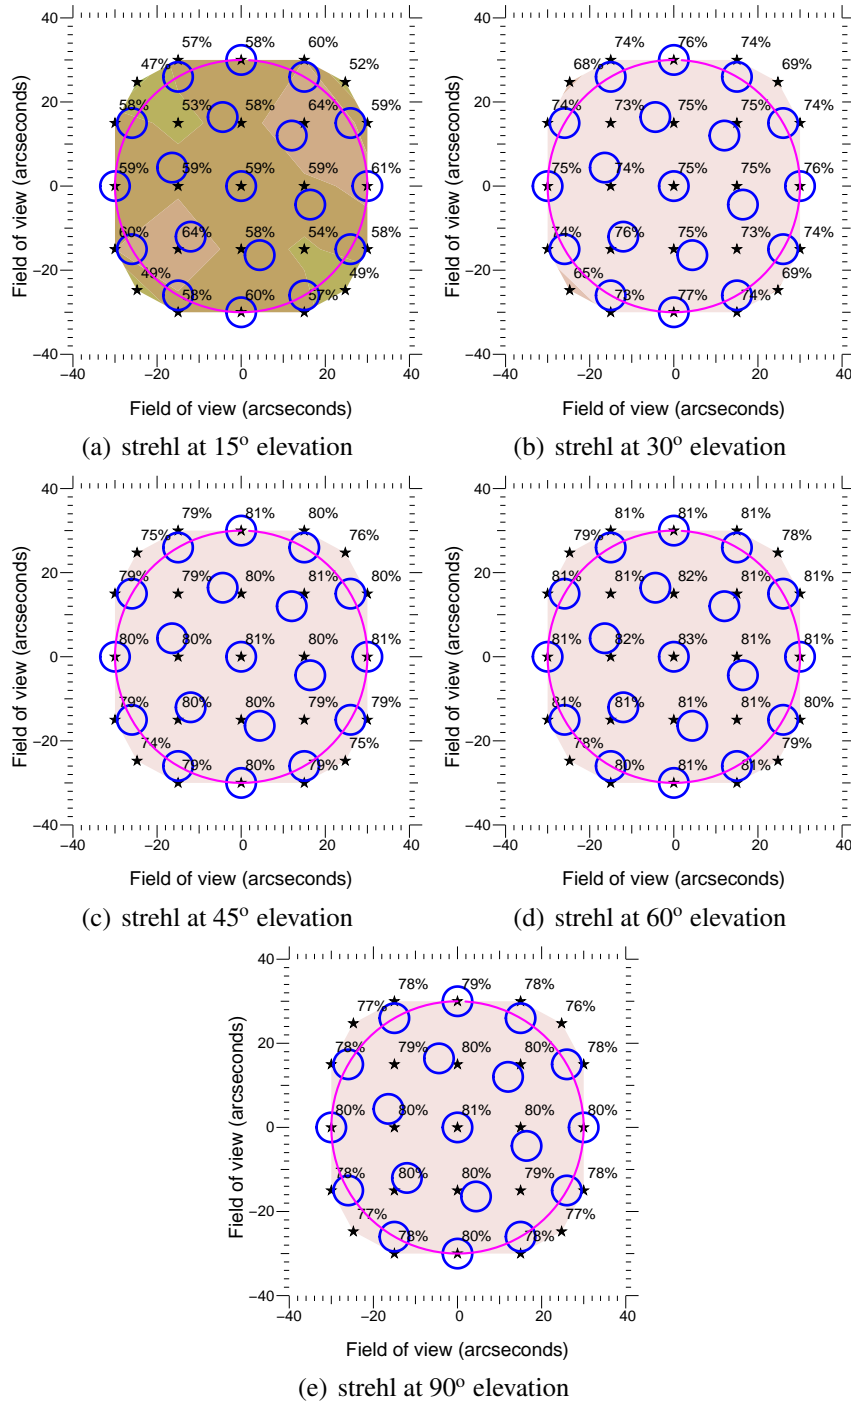 40
57% 58% 60%
47% 52%
20
58% 53% 58% 64% 59%
59% 59% 59% 59% 61%
0
60% 64% 58% 54% 58%
−20
49% 49%
58% 60% 57%
−40
−40 −20 0 20 40
Field of view (arcseconds)
Field of view (arcseconds)
(a) strehl at 15° elevation
40
74% 76% 74%
68% 69%
20
74% 73% 75% 75% 74%
75% 74% 75% 75% 76%
0
74% 76% 75% 73% 74%
−20
65% 69%
73% 77% 74%
−40
−40 −20 0 20 40
Field of view (arcseconds)
Field of view (arcseconds)
(b) strehl at 30° elevation
40
79% 81% 80%
75% 76%
20
79% 79% 80% 81% 80%
80% 80% 81% 80% 81%
0
79% 80% 80% 79% 79%
−20
74% 75%
79% 80% 79%
−40
−40 −20 0 20 40
Field of view (arcseconds)
Field of view (arcseconds)
(c) strehl at 45° elevation
40
81% 81% 81%
79% 78%
20
81% 81% 82% 81% 81%
81% 82% 83% 81% 81%
0
81% 81% 81% 81% 80%
−20
78% 79%
80% 81% 81%
−40
−40 −20 0 20 40
Field of view (arcseconds)
Field of view (arcseconds)
(d) strehl at 60° elevation
40
78% 79% 78%
77% 76%
20
78% 79% 80% 80% 78%
80% 80% 81% 80% 80%
0
78% 80% 80% 79% 78%
−20
77% 77%
78% 80% 78%
−40
−40 −20 0 20 40
Field of view (arcseconds)
Field of view (arcseconds)
(e) strehl at 90° elevation